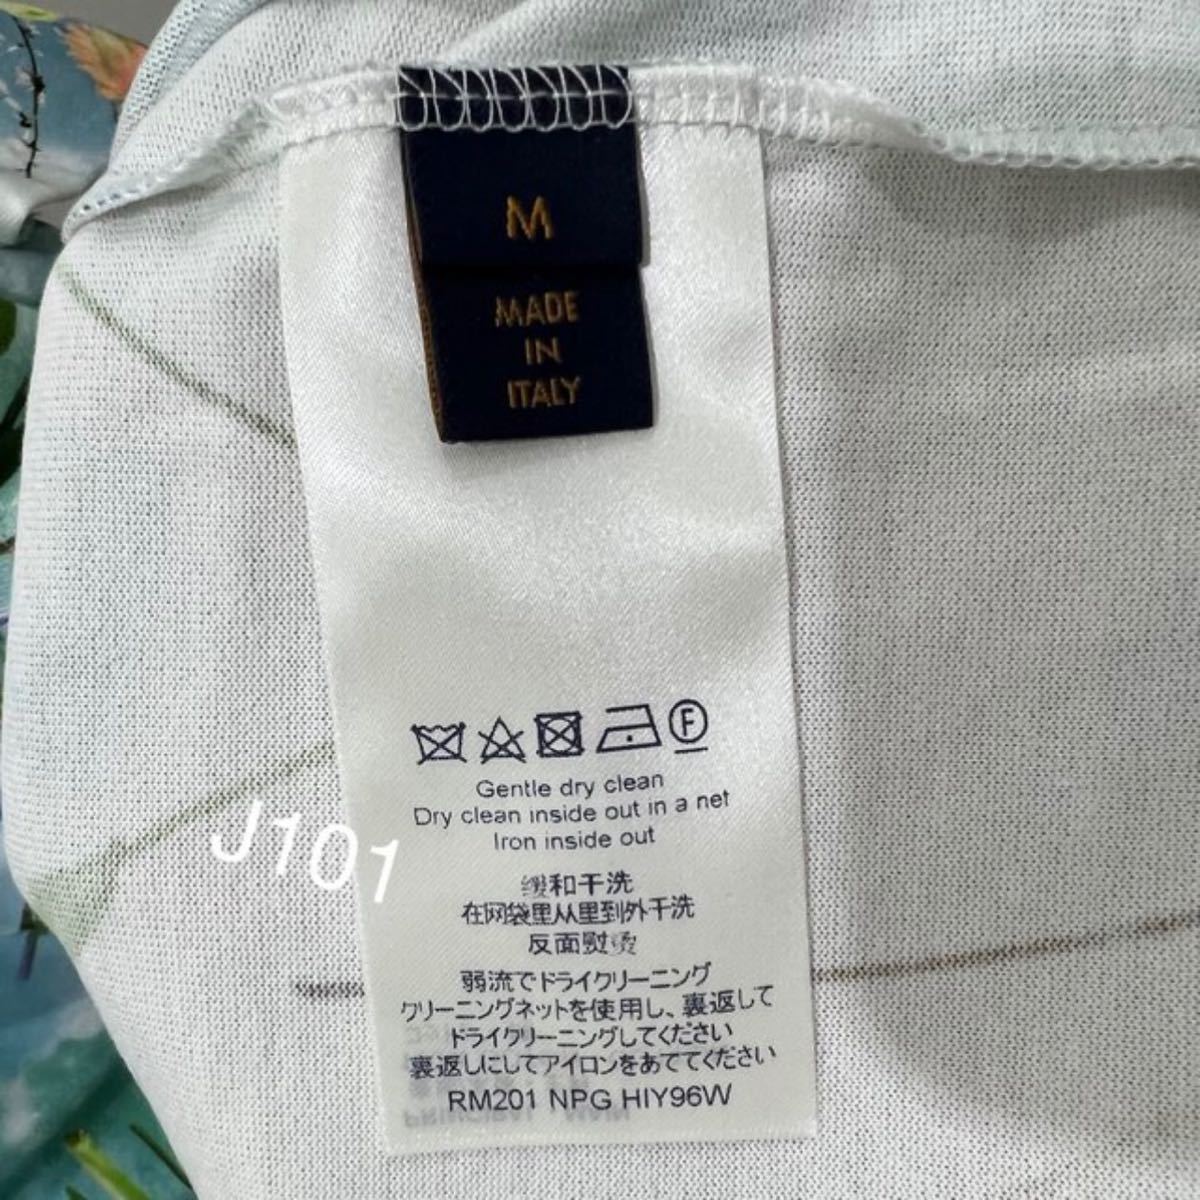 M
MADE
IN
ITALY
F
Gentle dry clean
Dry clean inside out in a net
Iron inside out
J101
缓和干洗
在网袋里从里到外干洗
反面熨烫
弱流でドライクリーニング
クリーニングネットを使用し、裏返して
ドライクリーニングしてください
裏返しにしてアイロンをあててください
RM201 NPG HIY96W